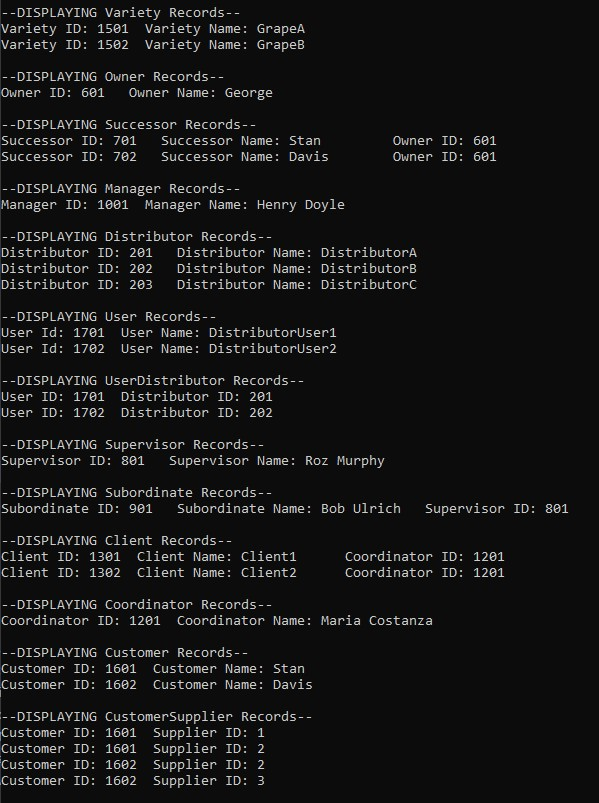 --DISPLAYING Variety Records--
Variety ID: 1501  Variety Name: GrapeA
Variety ID: 1502  Variety Name: GrapeB
--DISPLAYING Owner Records--
Owner ID: 601   Owner Name: George
--DISPLAYING Successor Records--
Successor ID: 701   Successor Name: Stan         Owner ID: 601
Successor ID: 702   Successor Name: Davis        Owner ID: 601
--DISPLAYING Manager Records--
Manager ID: 1001  Manager Name: Henry Doyle
--DISPLAYING Distributor Records--
Distributor ID: 201   Distributor Name: DistributorA
Distributor ID: 202   Distributor Name: DistributorB
Distributor ID: 203   Distributor Name: DistributorC
--DISPLAYING User Records--
User Id: 1701  User Name: DistributorUser1
User Id: 1702  User Name: DistributorUser2
--DISPLAYING UserDistributor Records--
User ID: 1701  Distributor ID: 201
User ID: 1702  Distributor ID: 202
--DISPLAYING Supervisor Records--
Supervisor ID: 801   Supervisor Name: Roz Murphy
--DISPLAYING Subordinate Records--
Subordinate ID: 901   Subordinate Name: Bob Ulrich   Supervisor ID: 801
--DISPLAYING Client Records--
Client ID: 1301  Client Name: Client1      Coordinator ID: 1201
Client ID: 1302  Client Name: Client2      Coordinator ID: 1201
--DISPLAYING Coordinator Records--
Coordinator ID: 1201  Coordinator Name: Maria Costanza
--DISPLAYING Customer Records--
Customer ID: 1601  Customer Name: Stan
Customer ID: 1602  Customer Name: Davis
--DISPLAYING CustomerSupplier Records--
Customer ID: 1601  Supplier ID: 1
Customer ID: 1601  Supplier ID: 2
Customer ID: 1602  Supplier ID: 2
Customer ID: 1602  Supplier ID: 3